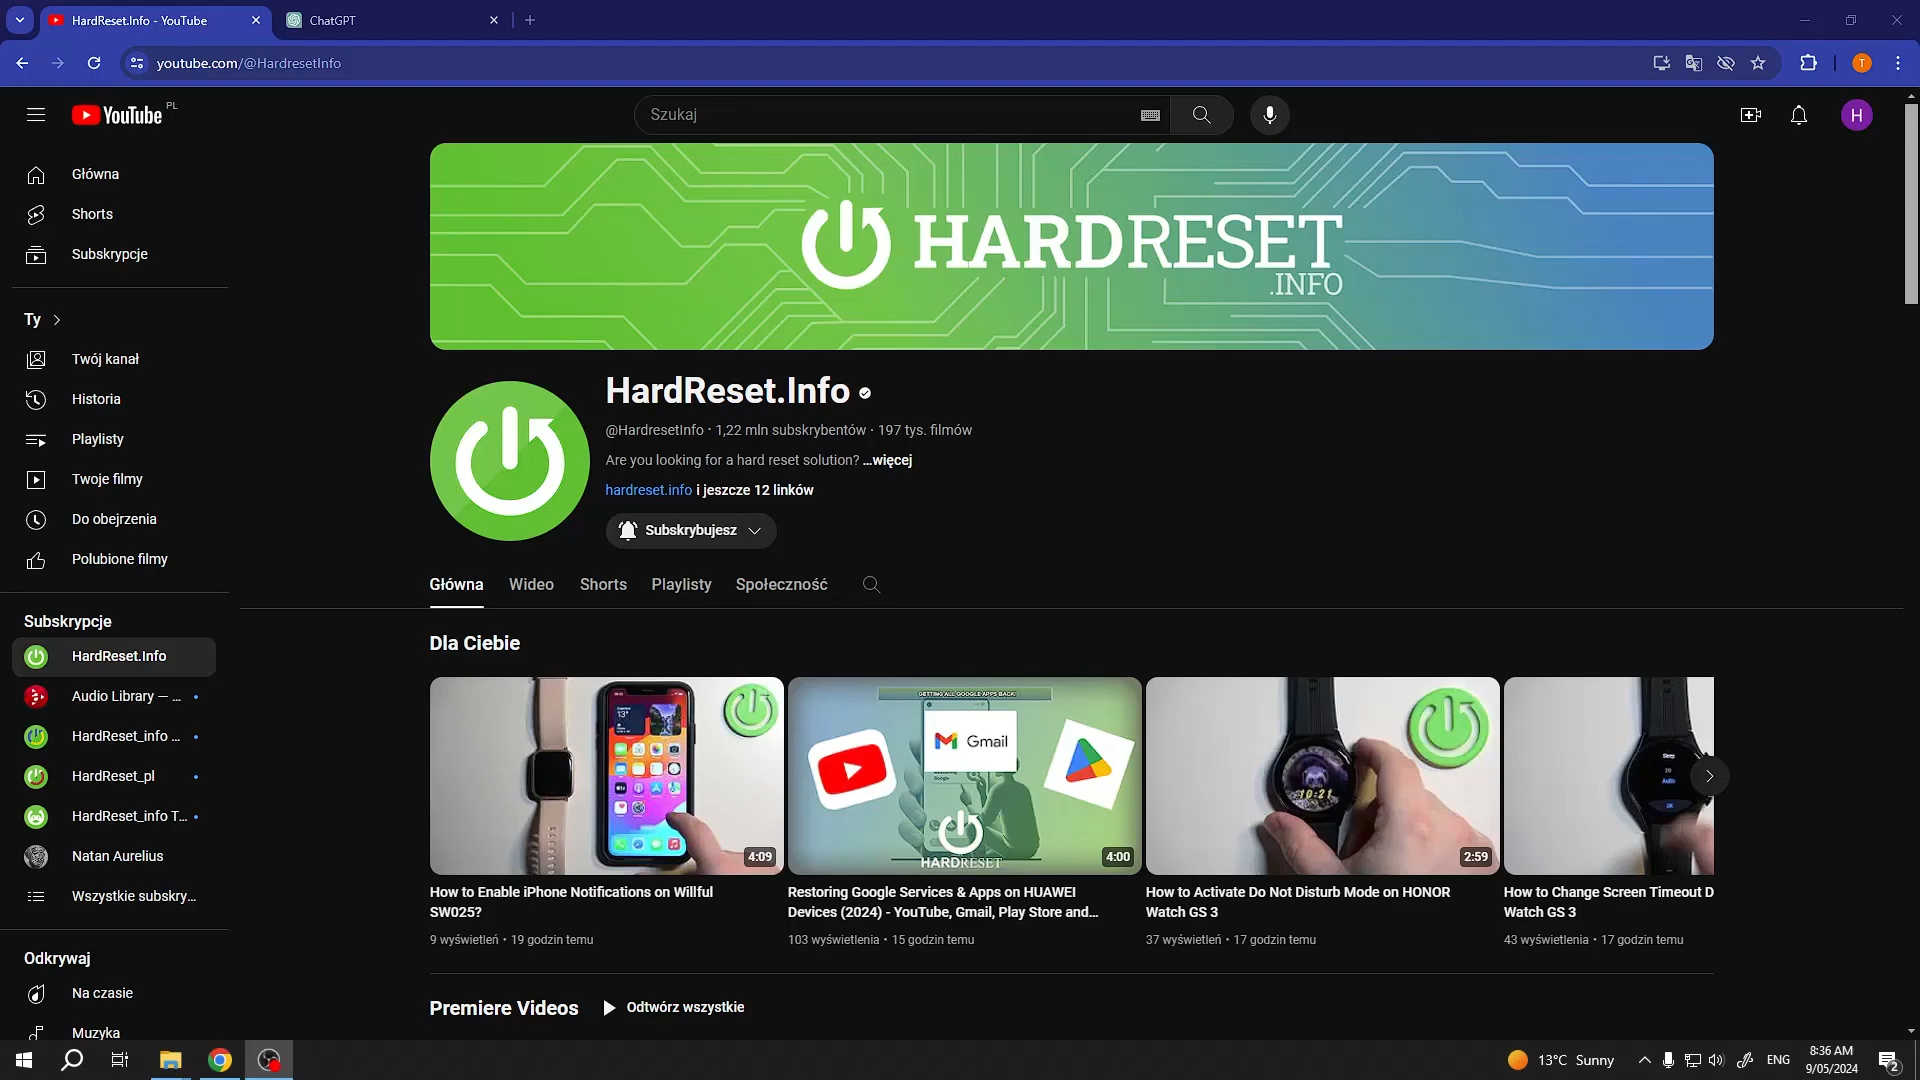 HardReset.Info - YouTube
ChatGPT
youtube.com/@HardresetInfo
YouTube PL
Szukaj
H
T
Główna
Shorts
Subskrypcje
Ty
Twój kanał
Historia
Playlisty
Twoje filmy
Do obejrzenia
Polubione filmy
Subskrypcje
HardReset.Info
Audio Library — ...
HardReset_info ...
HardReset_pl
HardReset_info T...
Natan Aurelius
Wszystkie subskry...
Odkrywaj
Na czasie
Muzyka
HARDRESET
.INFO
HardReset.Info
@HardresetInfo · 1,22 mln subskrybentów · 197 tys. filmów
Are you looking for a hard reset solution? ...więcej
hardreset.info i jeszcze 12 linków
Subskrybujesz
Główna Wideo Shorts Playlisty Społeczność
Dla Ciebie
4:09
How to Enable iPhone Notifications on Willful
SW025?
9 wyświetleń • 19 godzin temu
GETTING ALL GOOGLE APPS BACK!
Gmail
HARDRESET
4:00
Restoring Google Services & Apps on HUAWEI
Devices (2024) - YouTube, Gmail, Play Store and...
103 wyświetlenia • 15 godzin temu
10:21
2:59
How to Activate Do Not Disturb Mode on HONOR
Watch GS 3
37 wyświetleń • 17 godzin temu
Sleep
Auto
OK
How to Change Screen Timeout D
Watch GS 3
43 wyświetlenia • 17 godzin temu
Premiere Videos
Odtwórz wszystkie
13°C Sunny
ENG
8:36 AM
9/05/2024
2